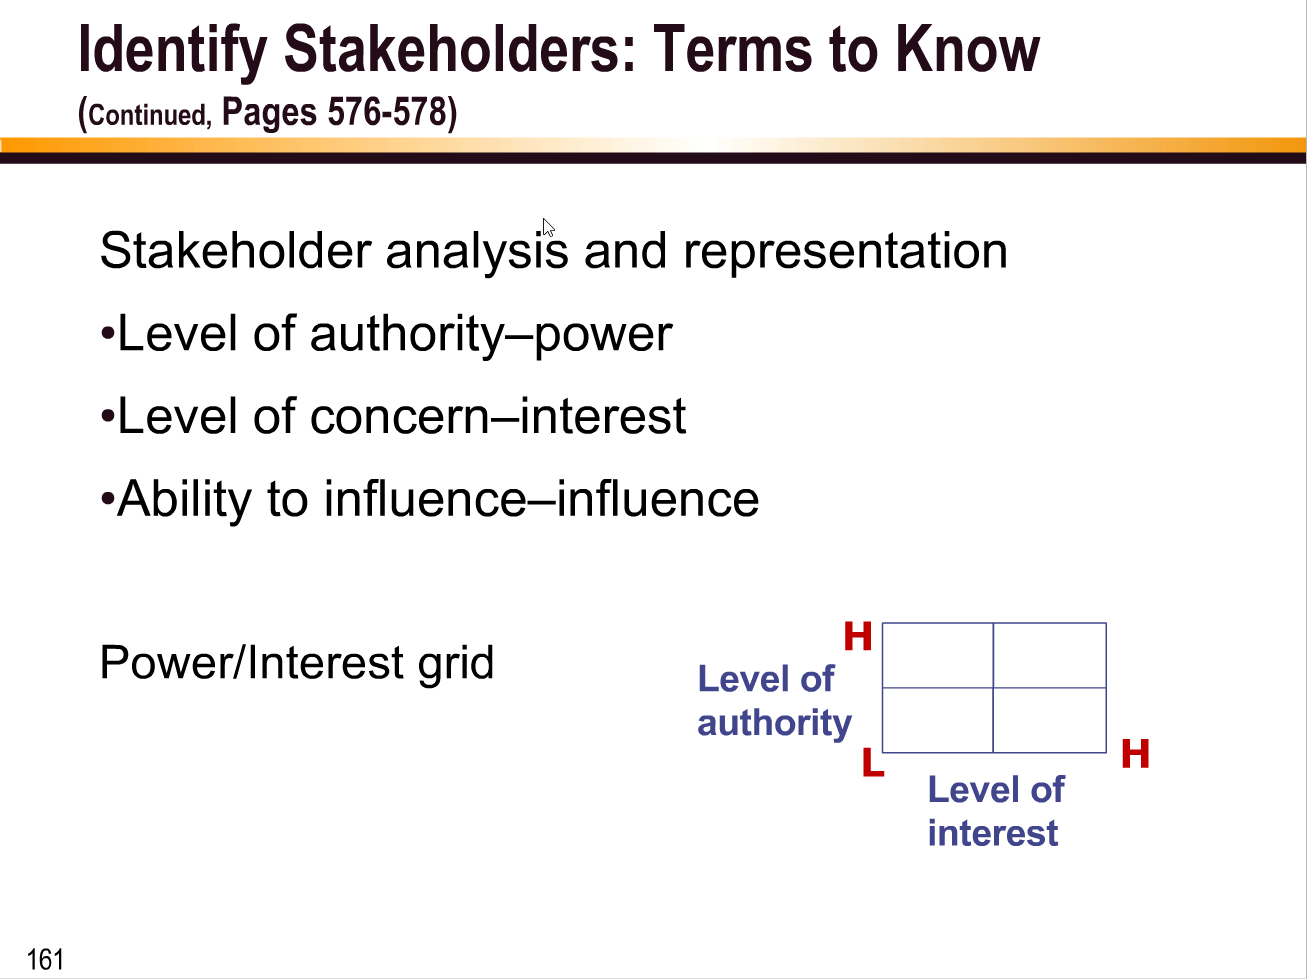 Identify Stakeholders: Terms to Know
(Continued, Pages 576-578)
Stakeholder analysis and representation
•Level of authority–power
•Level of concern–interest
•Ability to influence–influence
Power/Interest grid
H
Level of
authority
L
H
Level of
interest
161